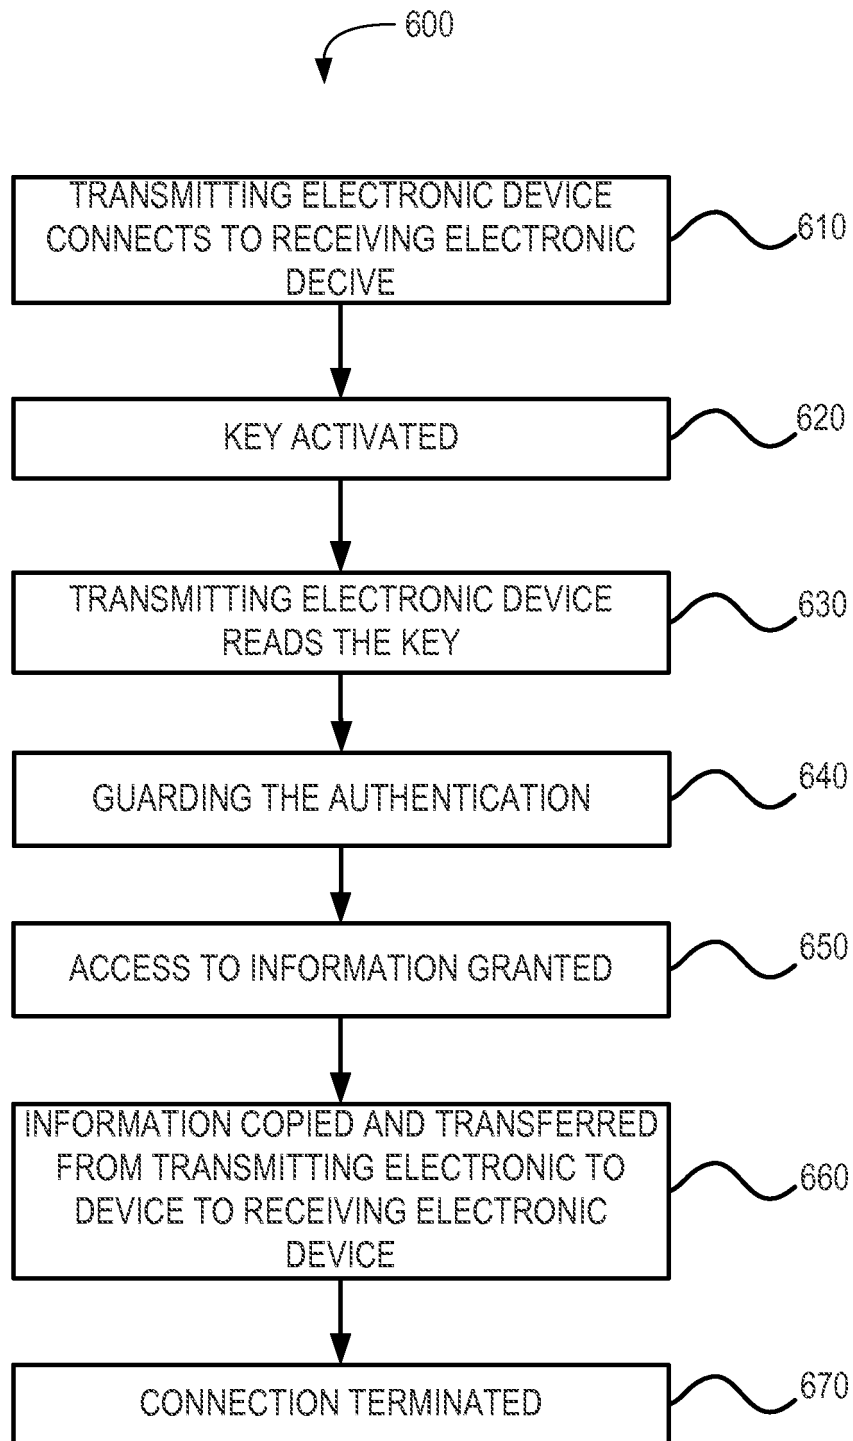 600
TRANSMITTING ELECTRONIC DEVICE
CONNECTS TO RECEIVING ELECTRONIC
DECIVE
610
KEY ACTIVATED
620
TRANSMITTING ELECTRONIC DEVICE
READS THE KEY
630
GUARDING THE AUTHENTICATION
640
ACCESS TO INFORMATION GRANTED
650
INFORMATION COPIED AND TRANSFERRED
FROM TRANSMITTING ELECTRONIC TO
DEVICE TO RECEIVING ELECTRONIC
DEVICE
660
CONNECTION TERMINATED
670